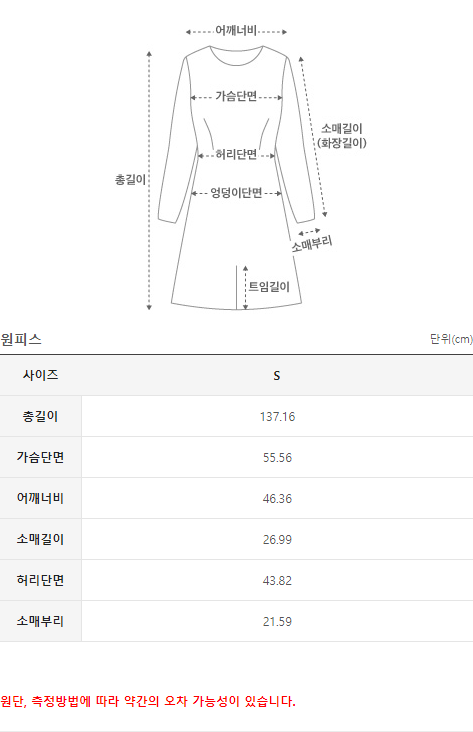 어깨너비
가슴단면
소매길이
(화장길이)
허리단면
총길이
엉덩이단면
소매부리
트임길이
원피스 단위(cm)
사이즈 S
총길이 137.16
가슴단면 55.56
어깨너비 46.36
소매길이 26.99
허리단면 43.82
소매부리 21.59
원단, 측정방법에 따라 약간의 오차 가능성이 있습니다.